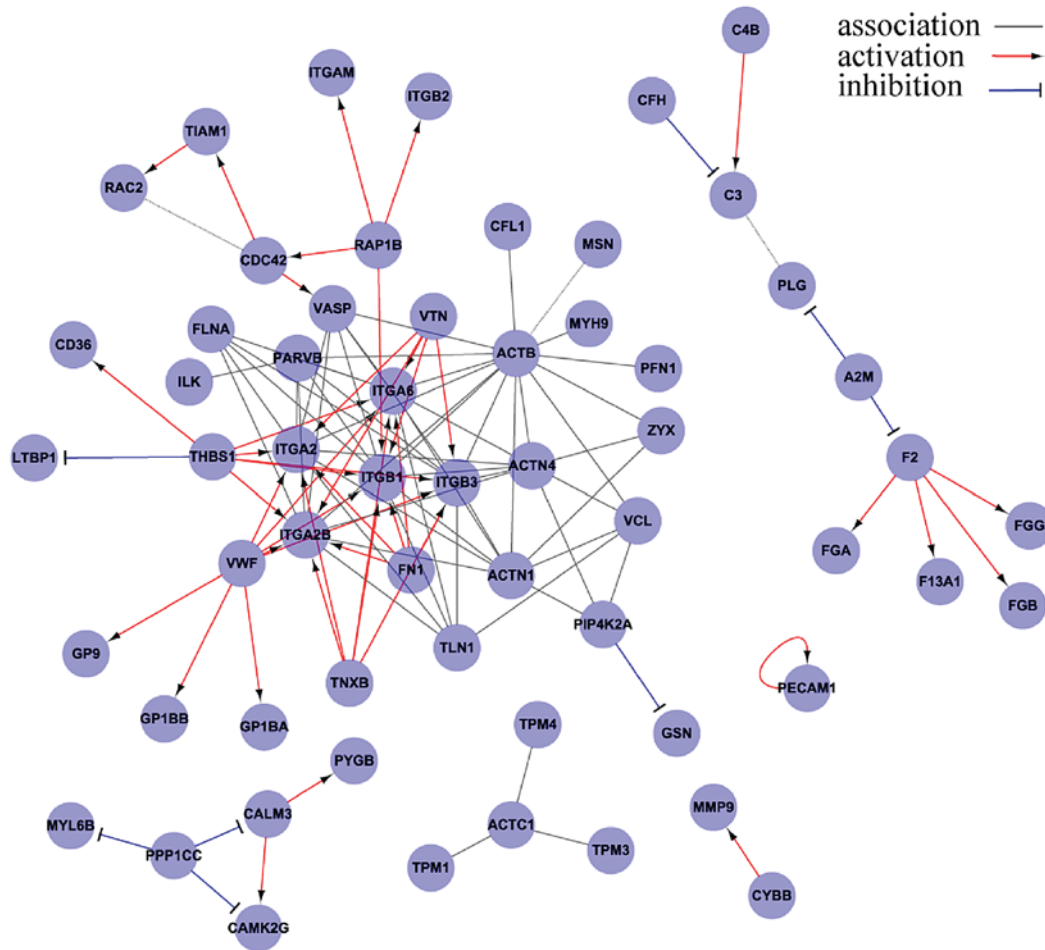 association
activation
inhibition
C4B
ITGAM
ITGB2
CFH
TIAM1
RAC2
C3
CFL1
MSN
RAP1B
CDC42
PLG
VASP
VTN
FLNA
MYH9
CD36
PARVB
ACTB
PFN1
ILK
ITGA6
A2M
ZYX
ITGA2
LTBP1
THBS1
ACTN4
F2
ITGB1
ITGB3
FGG
VCL
ITGA2B
FGA
VWF
FN1
ACTN1
F13A1
FGB
PIP4K2A
GP9
TLN1
TNXB
PECAM1
GP1BB
GP1BA
TPM4
GSN
PYGB
MMP9
MYL6B
CALM3
ACTC1
PPP1CC
TPM1
TPM3
CYBB
CAMK2G